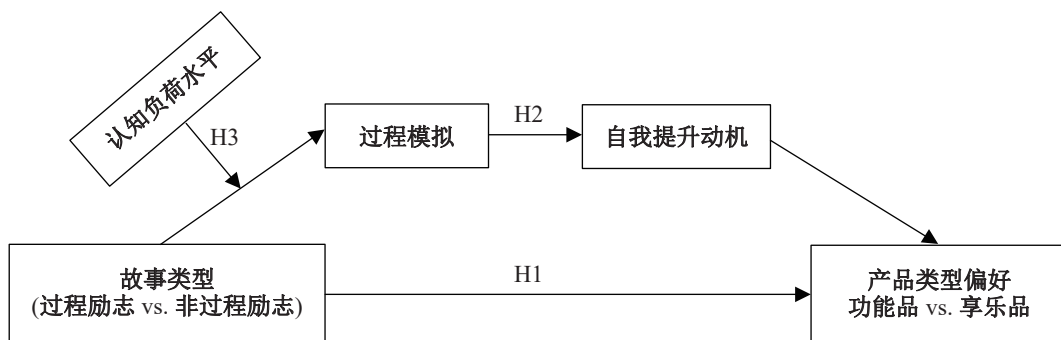 认知负荷水平
H3
过程模拟
H2
自我提升动机
故事类型
(过程励志 vs. 非过程励志)
H1
产品类型偏好
功能品 vs. 享乐品